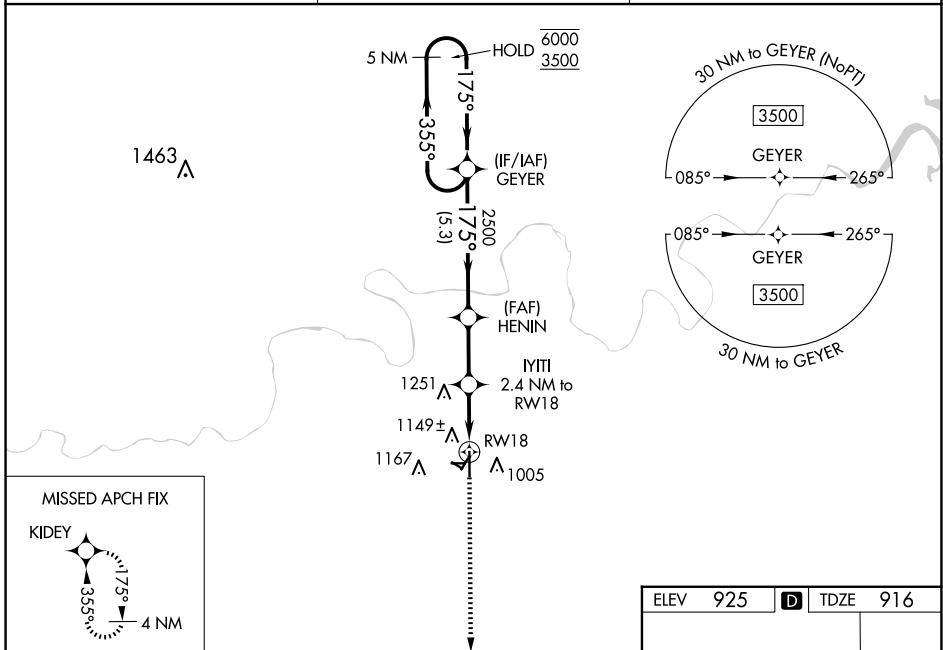 6000
5 NM
HOLD
3500
175°
355°
1463
(IF/IAF)
GEYER
2500
175°
(5.3)
(FAF)
HENIN
IYITI
2.4 NM to
RW18
1251
1149±
RW18
1167
1005
30 NM to GEYER (NoPT)
3500
GEYER
085°
265°
085°
265°
GEYER
3500
30 NM to GEYER
MISSED APCH FIX
KIDEY
175°
355°
4 NM
ELEV 925 D TDZE 916